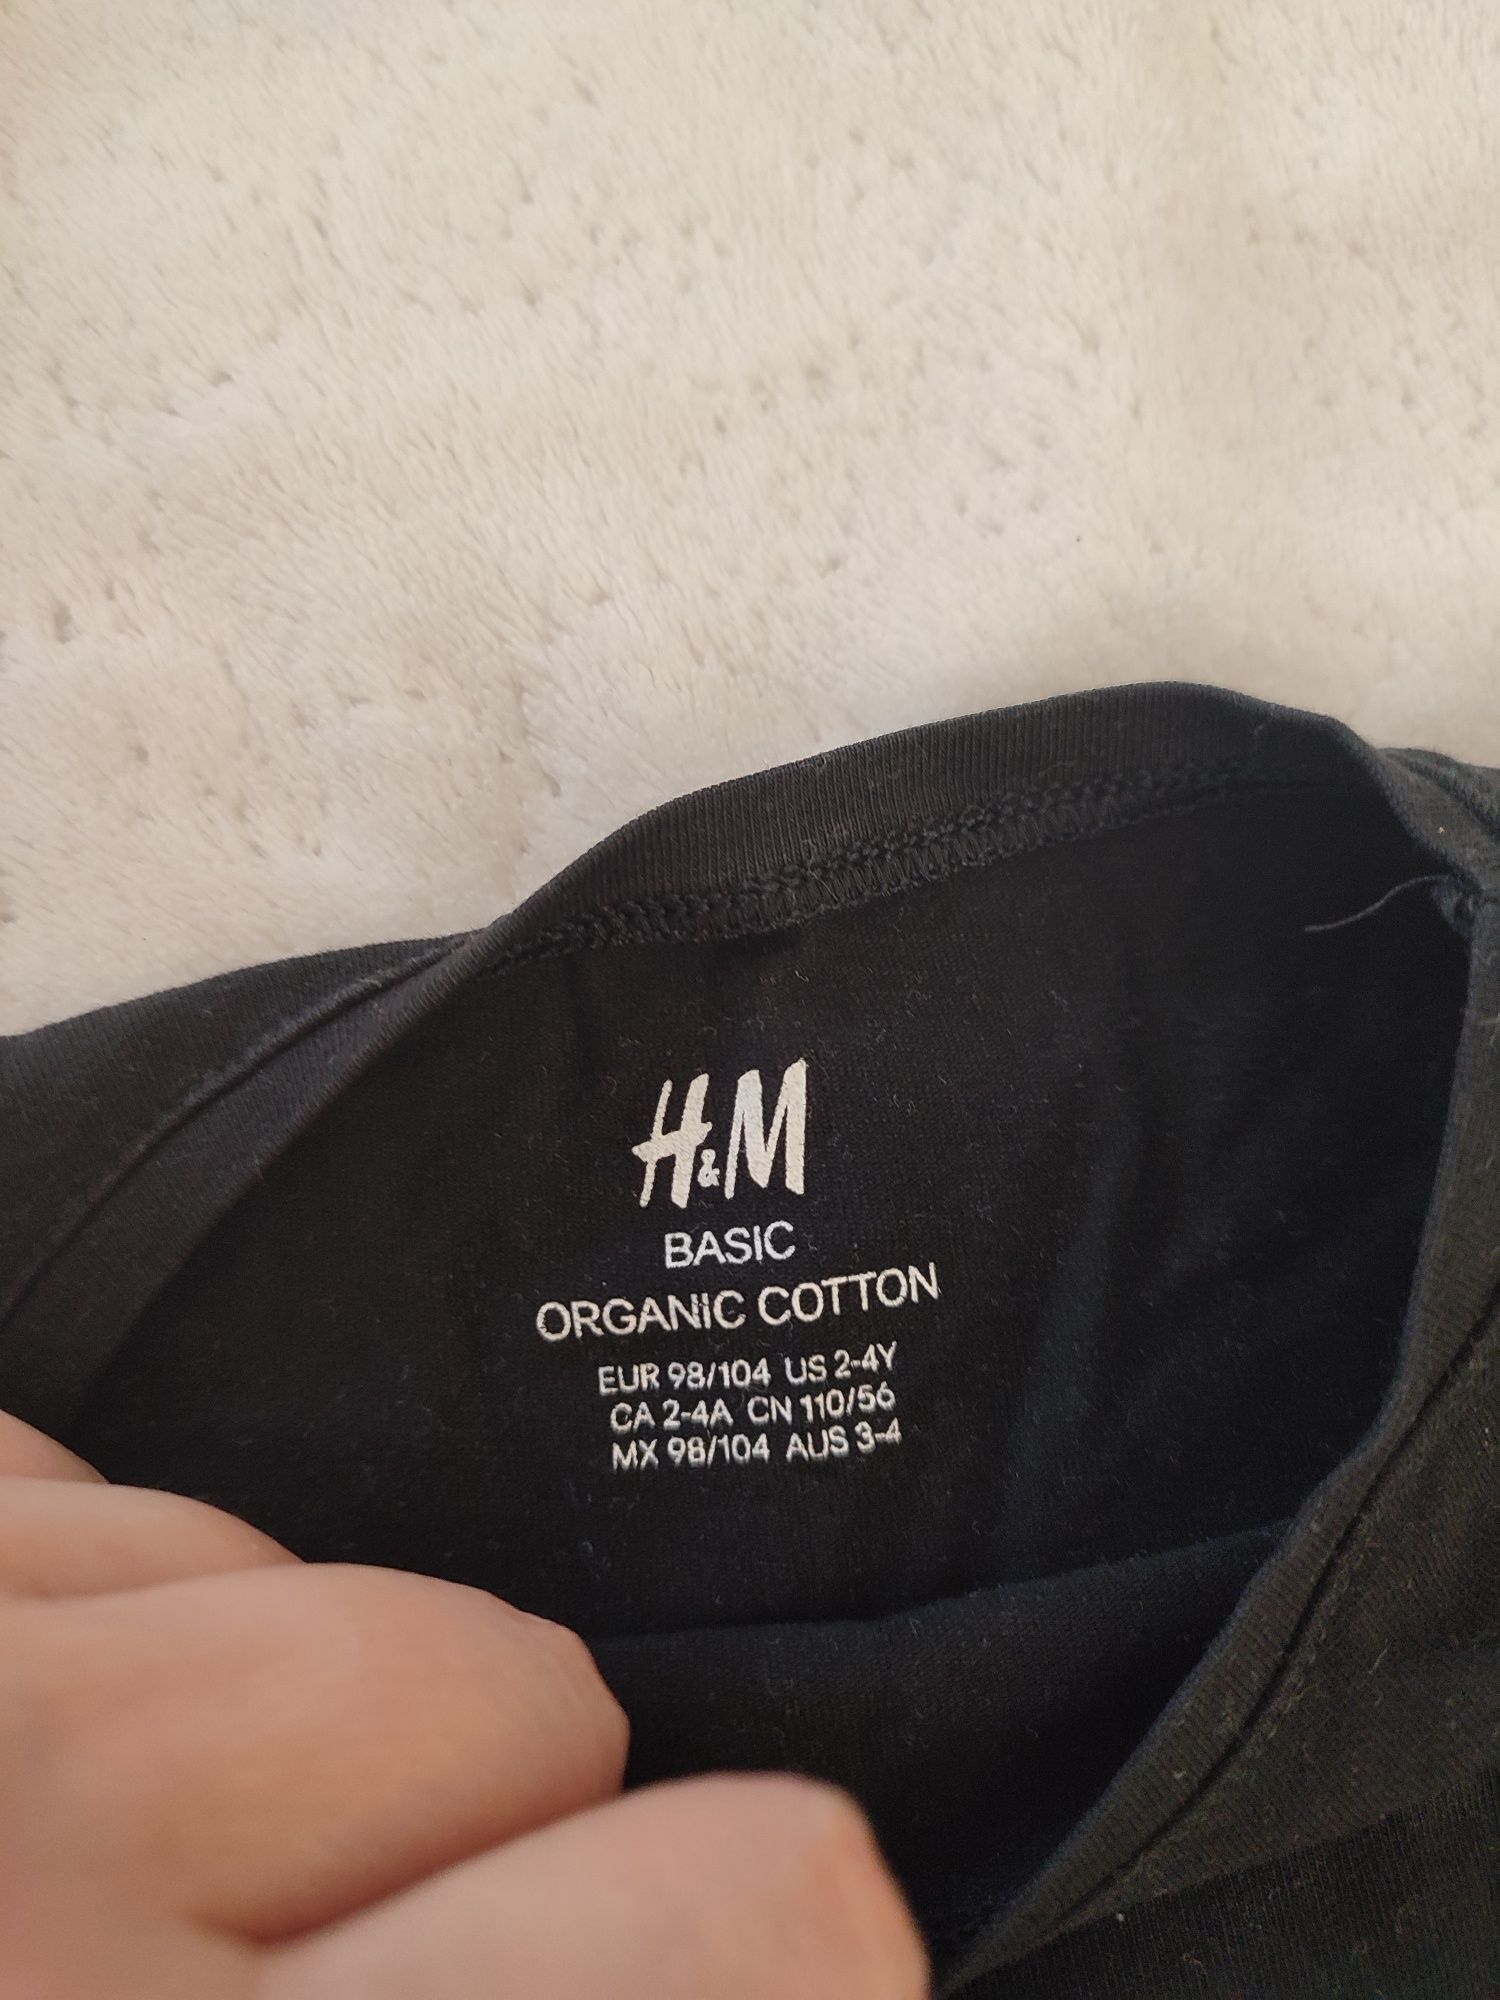 H&M
BASIC
ORGANIC COTTON
EUR 98/104 US 2-4Y
CA 2-4A CN 110/56
MX 98/104 AUS 3-4